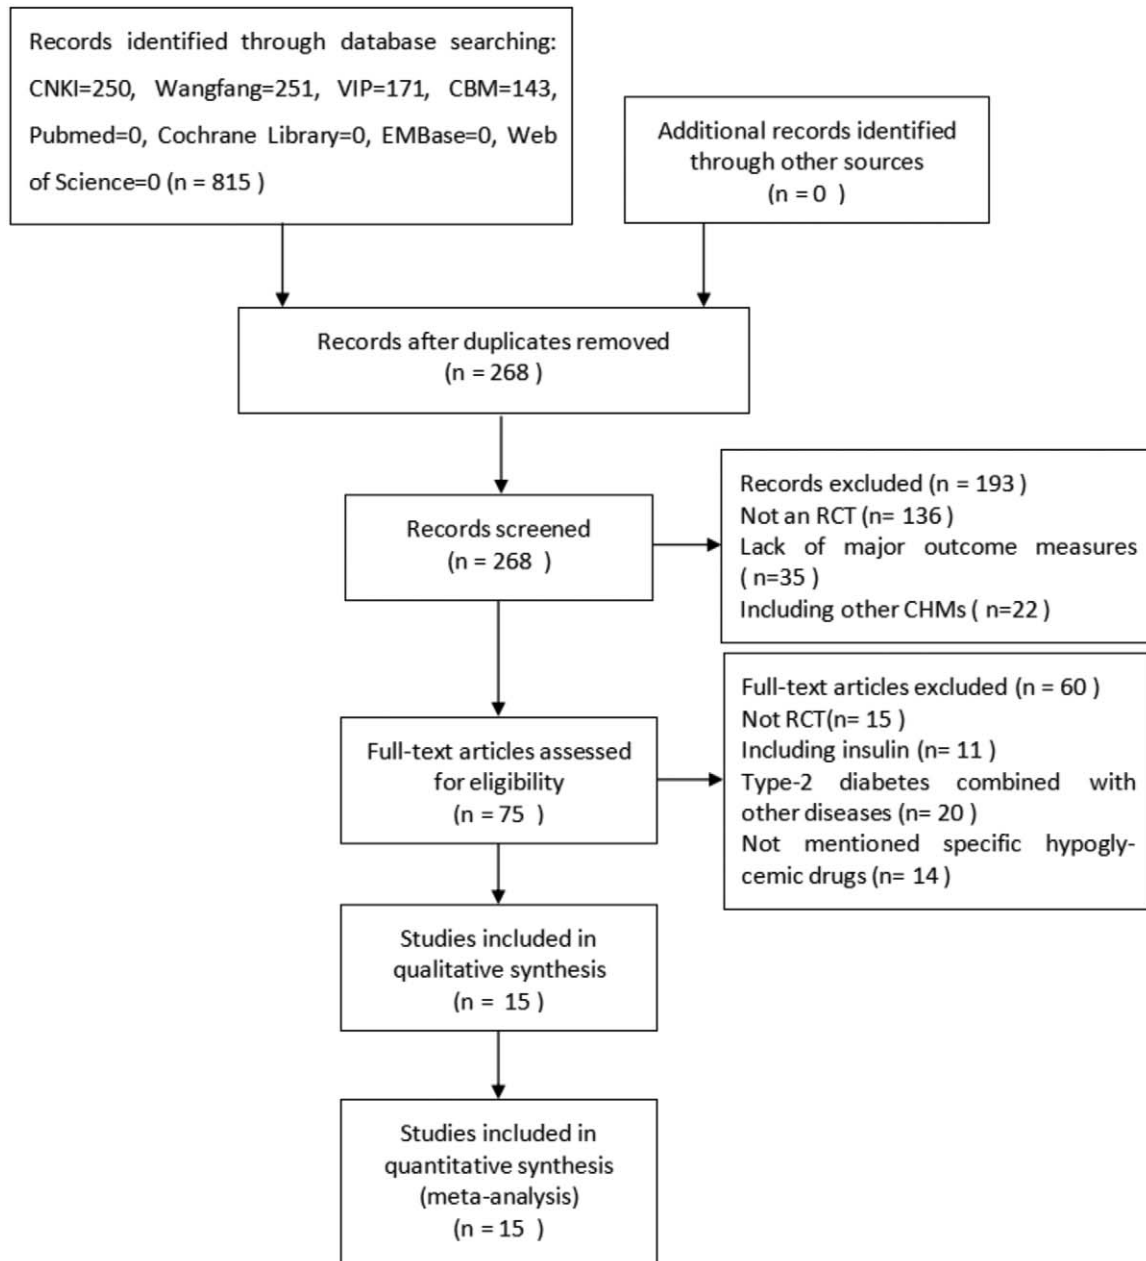 Records identified through database searching:
CNKI=250, Wangfang=251, VIP=171, CBM=143,
Pubmed=0, Cochrane Library=0, EMBase=0, Web
of Science=0 (n = 815 )
Additional records identified
through other sources
(n = 0 )
Records after duplicates removed
(n = 268 )
Records screened
(n = 268 )
Records excluded (n = 193 )
Not an RCT (n= 136 )
Lack of major outcome measures
( n=35 )
Including other CHMs ( n=22 )
Full-text articles assessed
for eligibility
(n = 75 )
Full-text articles excluded (n = 60 )
Not RCT(n= 15 )
Including insulin (n= 11 )
Type-2 diabetes combined with
other diseases (n= 20 )
Not mentioned specific hypogly-
cemic drugs (n= 14 )
Studies included in
qualitative synthesis
(n = 15 )
Studies included in
quantitative synthesis
(meta-analysis)
(n = 15 )